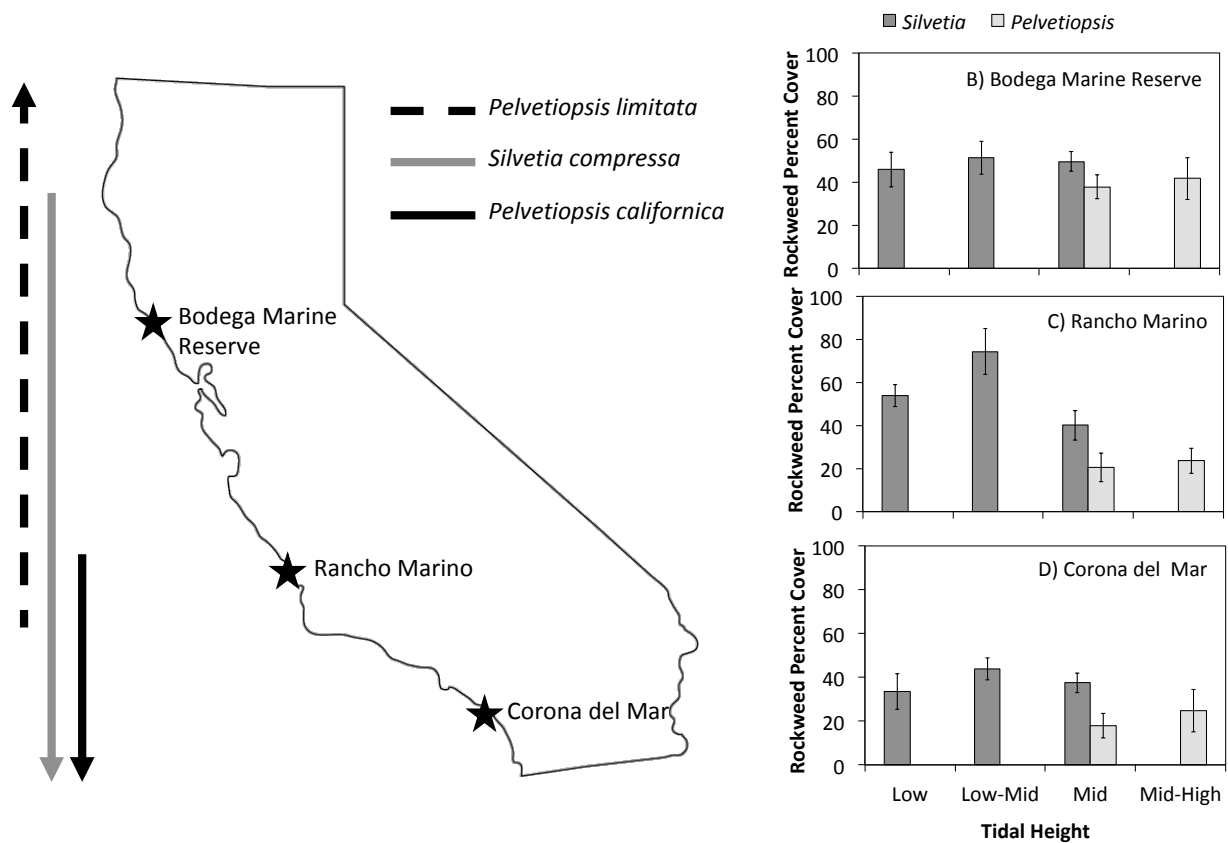 Pelvetiopsis limitata
Silvetia compressa
Pelvetiopsis californica
Bodega Marine
Reserve
Rancho Marino
Corona del Mar
Silvetia Pelvetiopsis
B) Bodega Marine Reserve
Rockweed Percent Cover
100
80
60
40
20
0
C) Rancho Marino
Rockweed Percent Cover
100
80
60
40
20
0
D) Corona del Mar
Rockweed Percent Cover
100
80
60
40
20
0
Low Low-Mid Mid Mid-High
Tidal Height